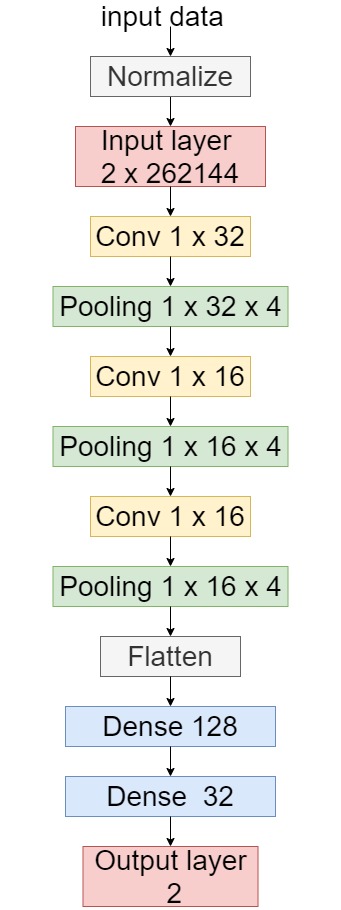 input data
Normalize
Input layer
2 x 262144
Conv 1 x 32
Pooling 1 x 32 x 4
Conv 1 x 16
Pooling 1 x 16 x 4
Conv 1 x 16
Pooling 1 x 16 x 4
Flatten
Dense 128
Dense 32
Output layer
2